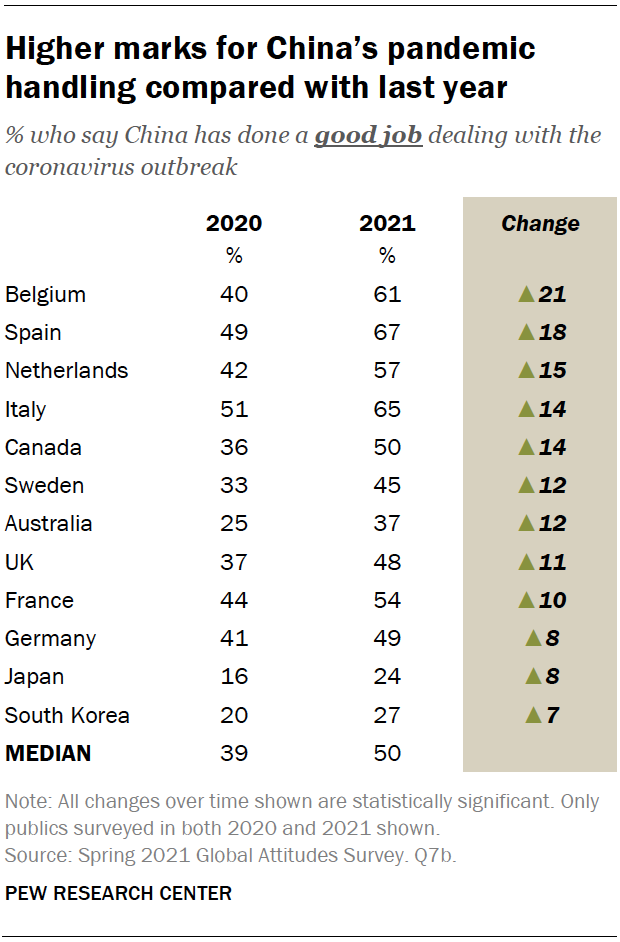 Higher marks for China’s pandemic
handling compared with last year
% who say China has done a good job dealing with the
coronavirus outbreak
2020 2021 Change
% %
Belgium 40 61 ▲21
Spain 49 67 ▲18
Netherlands 42 57 ▲15
Italy 51 65 ▲14
Canada 36 50 ▲14
Sweden 33 45 ▲12
Australia 25 37 ▲12
UK 37 48 ▲11
France 44 54 ▲10
Germany 41 49 ▲8
Japan 16 24 ▲8
South Korea 20 27 ▲7
MEDIAN 39 50
Note: All changes over time shown are statistically significant. Only
publics surveyed in both 2020 and 2021 shown.
Source: Spring 2021 Global Attitudes Survey. Q7b.
PEW RESEARCH CENTER